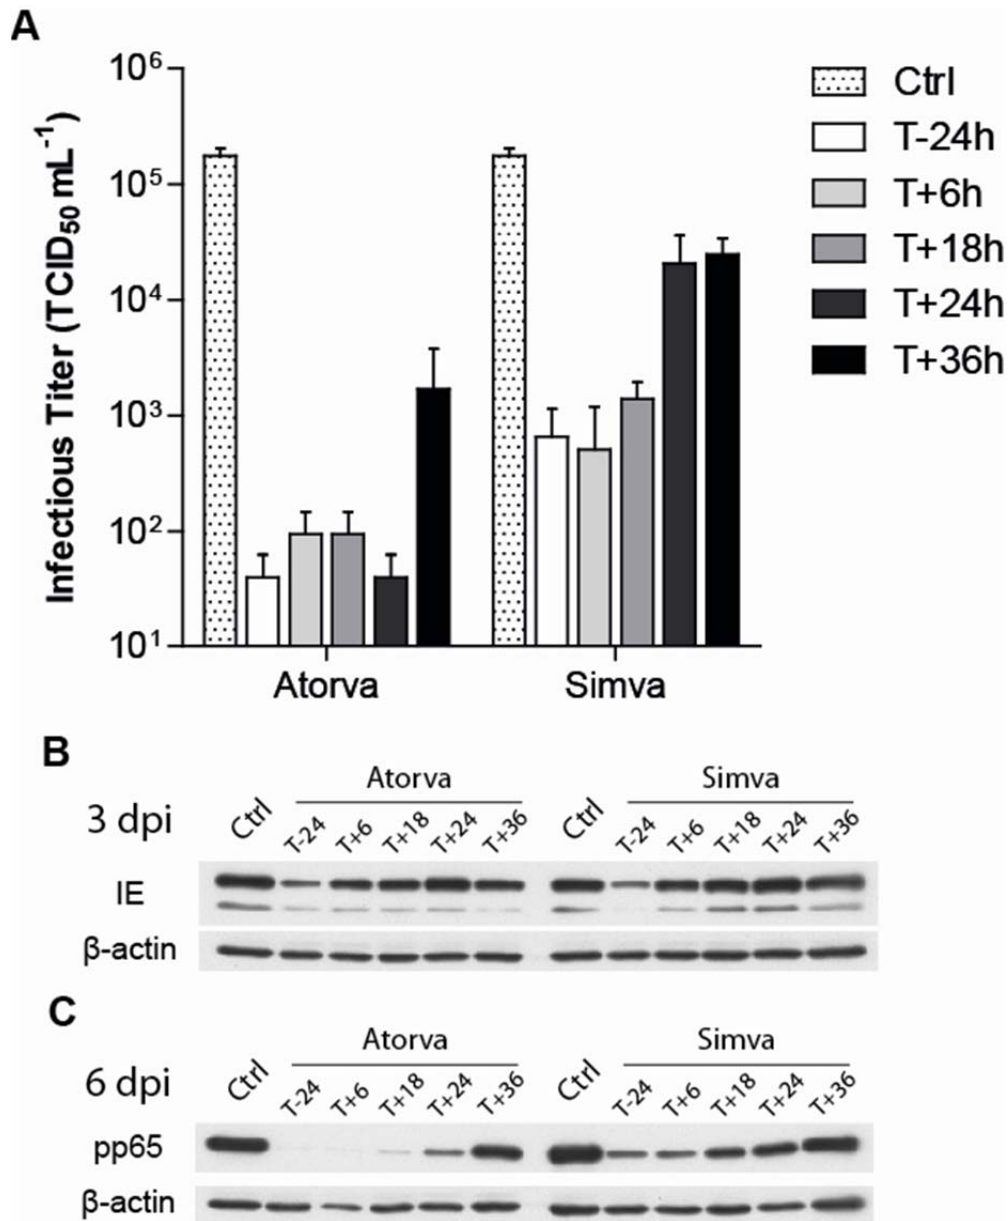 A
Infectious Titer (TCID50 mL-1)
10^6
10^5
10^4
10^3
10^2
10^1
Atorva Simva
Ctrl
T-24h
T+6h
T+18h
T+24h
T+36h
B
3 dpi
Atorva Simva
Ctrl T-24 T+6 T+18 T+24 T+36 Ctrl T-24 T+6 T+18 T+24 T+36
IE
β-actin
C
6 dpi
Atorva Simva
Ctrl T-24 T+6 T+18 T+24 T+36 Ctrl T-24 T+6 T+18 T+24 T+36
pp65
β-actin